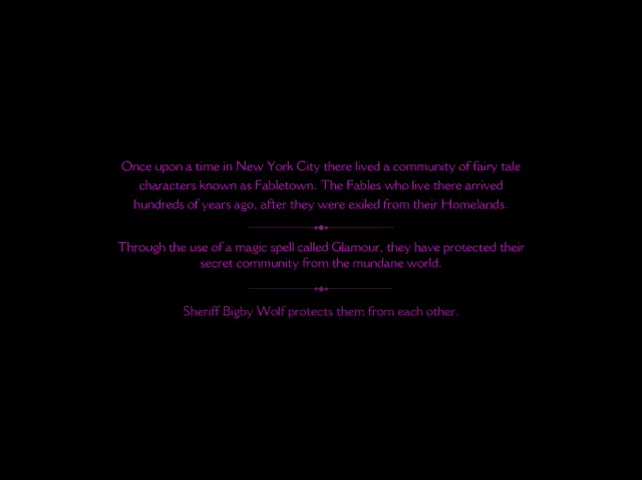 Once upon a time in New York City there lived a community of fairy tale
characters known as Fabletown. The Fables who live there arrived
hundreds of years ago, after they were exiled from their Homelands.
Through the use of a magic spell called Glamour, they have protected their
secret community from the mundane world.
Sheriff Bigby Wolf protects them from each other.